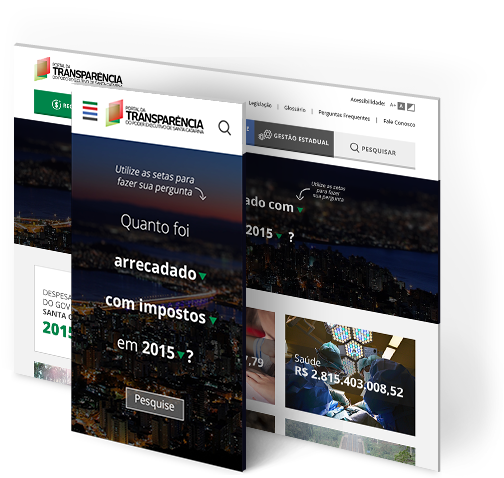 PORTAL DA
TRANSPARÊNCIA
DO PODER EXECUTIVO DE SANTA CATARINA
Acessibilidade: A+ A
Legislação | Glossário | Perguntas Frequentes | Fale Conosco
REC
GESTÃO ESTADUAL
PESQUISAR
Utilize as setas para
fazer sua pergunta
ado com
2015 ?
DESPESA
DO GOV
SANTA C
2015
7,79
Saúde
R$ 2.815.403.008,52
PORTAL DA
TRANSPARÊNCIA
DO PODER EXECUTIVO DE SANTA CATARINA
Utilize as setas para
fazer sua pergunta
Quanto foi
arrecadado
com impostos
em 2015 ?
Pesquise